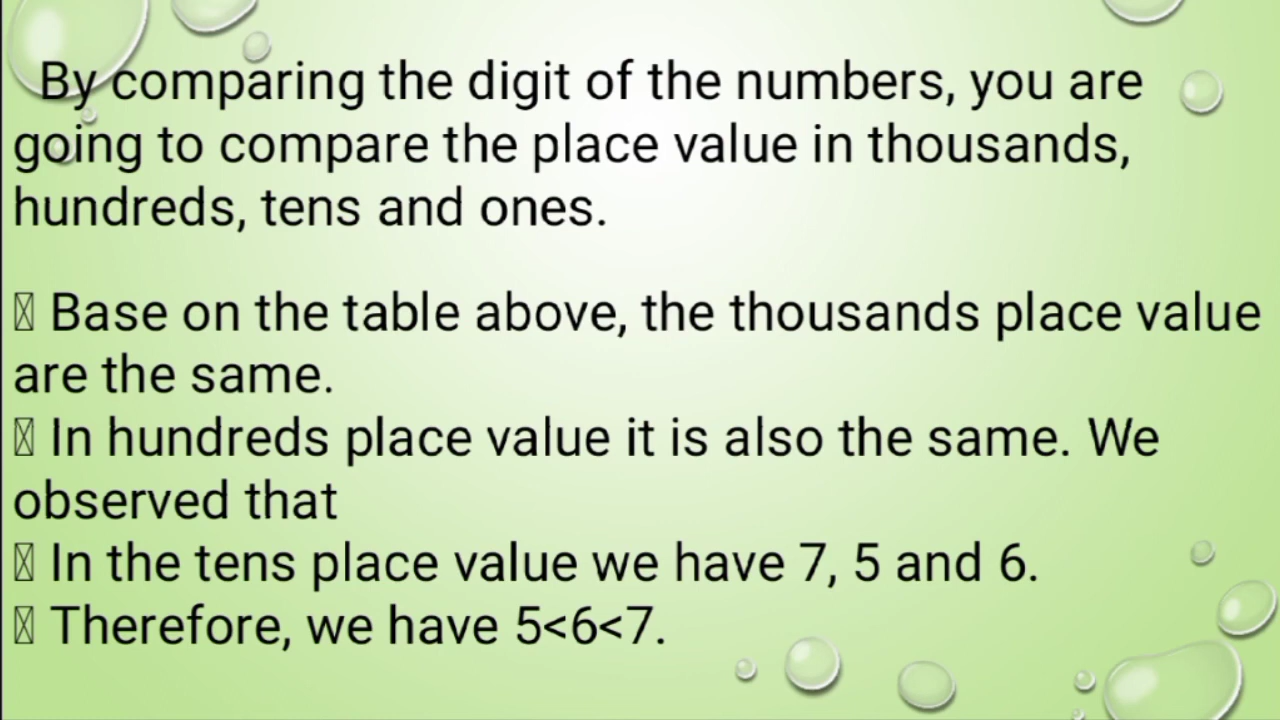 By comparing the digit of the numbers, you are
going to compare the place value in thousands,
hundreds, tens and ones.
Base on the table above, the thousands place value
are the same.
In hundreds place value it is also the same. We
observed that
In the tens place value we have 7, 5 and 6.
Therefore, we have 5<6<7.